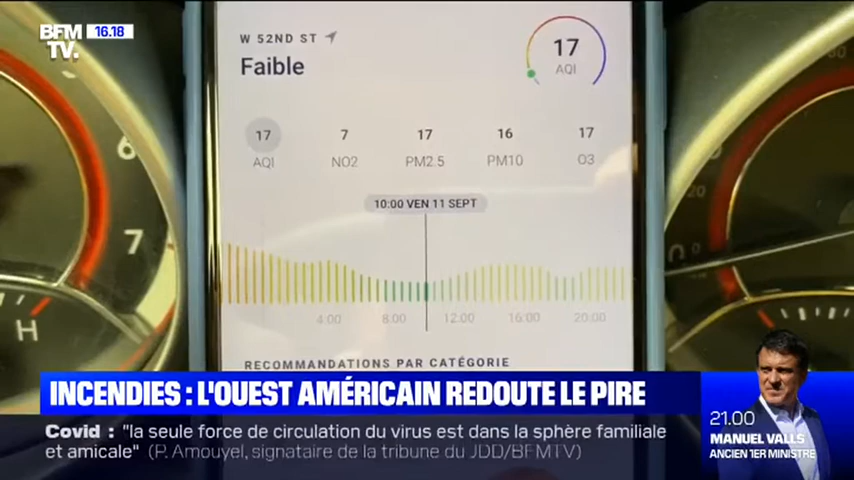 BFM
TV.
16.18
W 52ND ST
Faible
17
AQI
17 7 17 16 17
AQI NO2 PM2.5 PM10 O3
10:00 VEN 11 SEPT
4:00 8:00 12:00 16:00 20:00
RECOMMANDATIONS PAR CATÉGORIE
6
7
H
INCENDIES : L'OUEST AMÉRICAIN REDOUTE LE PIRE
Covid : "la seule force de circulation du virus est dans la sphère familiale
et amicale" (P. Amouyel, signataire de la tribune du JDD/BFMTV)
21.00
MANUEL VALLS
ANCIEN 1ER MINISTRE